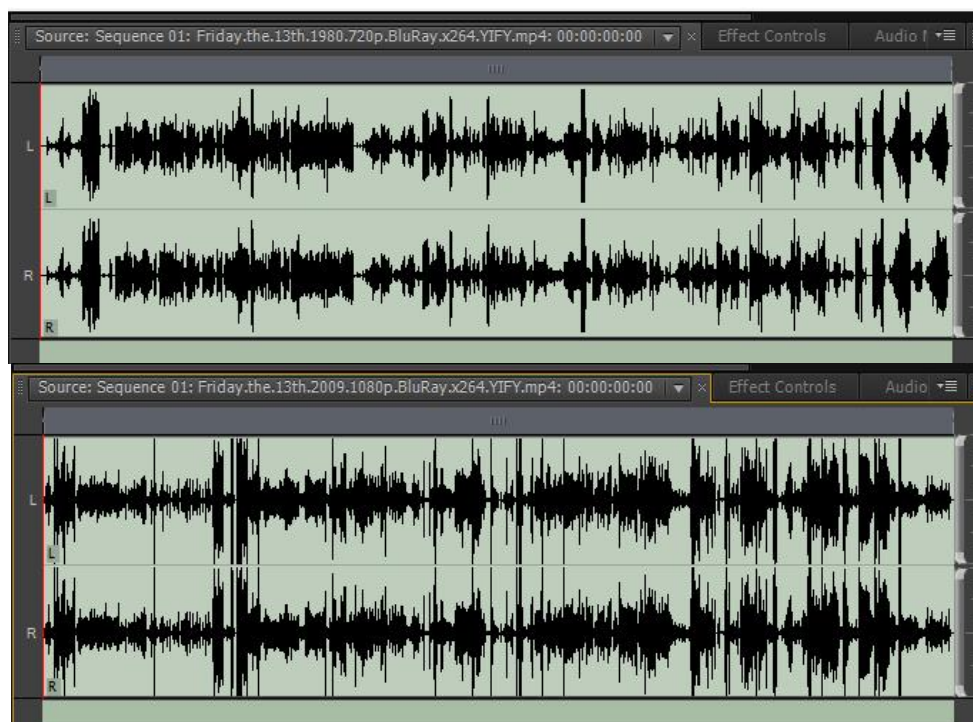 Source: Sequence 01: Friday.the.13th.1980.720p.BluRay.x264.YIFY.mp4: 00:00:00:00 Effect Controls Audio
L
L
R
R
Source: Sequence 01: Friday.the.13th.2009.1080p.BluRay.x264.YIFY.mp4: 00:00:00:00 Effect Controls Audio
L
L
R
R